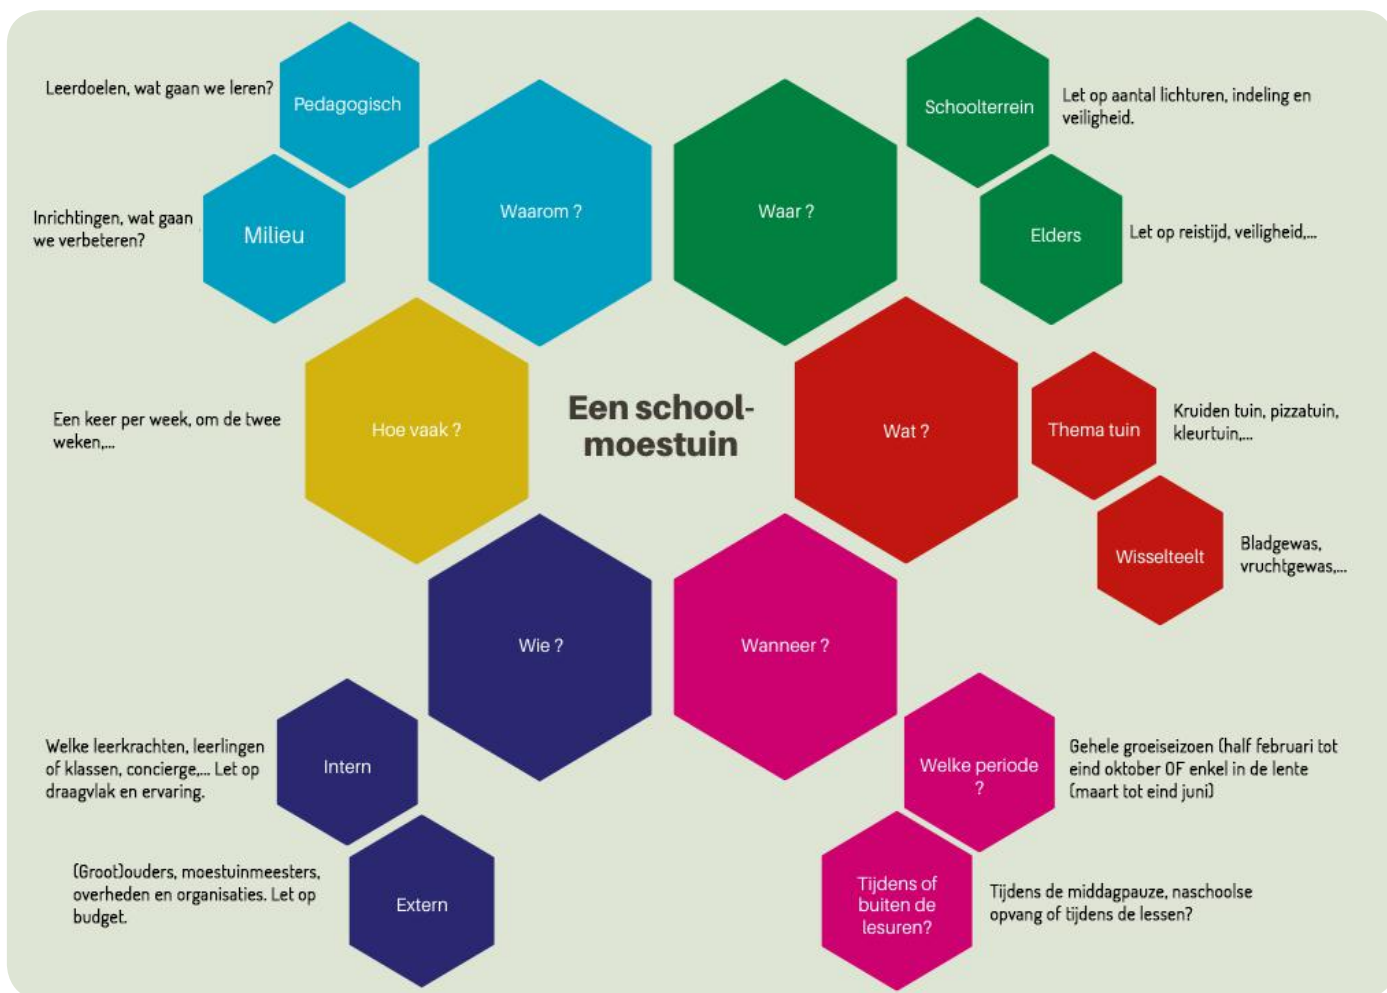 Leerdoelen, wat gaan we leren?
Pedagogisch
Inrichtingen, wat gaan
we verbeteren?
Milieu
Waarom ?
Waar ?
Schoolterrein
Let op aantal lichturen, indeling en
veiligheid.
Elders
Let op reistijd, veiligheid,...
Een keer per week, om de twee
weken,...
Hoe vaak ?
Een school-
moestuin
Wat ?
Thema tuin
Kruiden tuin, pizzatuin,
kleurtuin,...
Wisselteelt
Bladgewas,
vruchtgewas,...
Wie ?
Wanneer ?
Welke leerkrachten, leerlingen
of klassen, concierge,... Let op
draagvlak en ervaring.
Intern
(Groot)ouders, moestuinmeesters,
overheden en organisaties. Let op
budget.
Extern
Welke periode
?
Gehele groeiseizoen (half februari tot
eind oktober OF enkel in de lente
(maart tot eind juni)
Tijdens of
buiten de
lesuren?
Tijdens de middagpauze, naschoolse
opvang of tijdens de lessen?